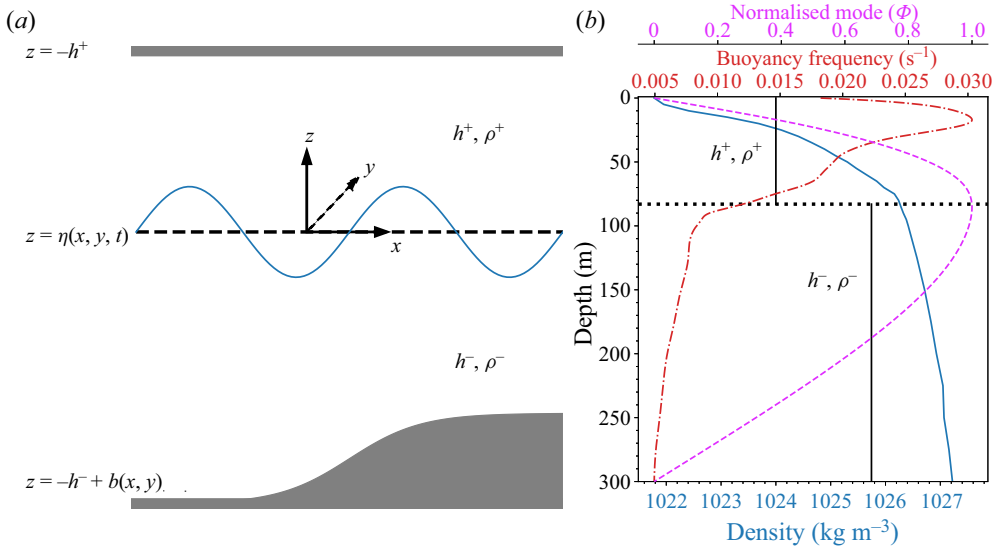 (a)
z = –h⁺
h⁺, ρ⁺
z
y
z = η(x, y, t)
x
h⁻, ρ⁻
z = –h⁻ + b(x, y)
(b)
Normalised mode (Φ)
0 0.2 0.4 0.6 0.8 1.0
Buoyancy frequency (s⁻¹)
0.005 0.010 0.015 0.020 0.025 0.030
0
50
100
150
200
250
300
Depth (m)
h⁺, ρ⁺
h⁻, ρ⁻
1022 1023 1024 1025 1026 1027
Density (kg m⁻³)